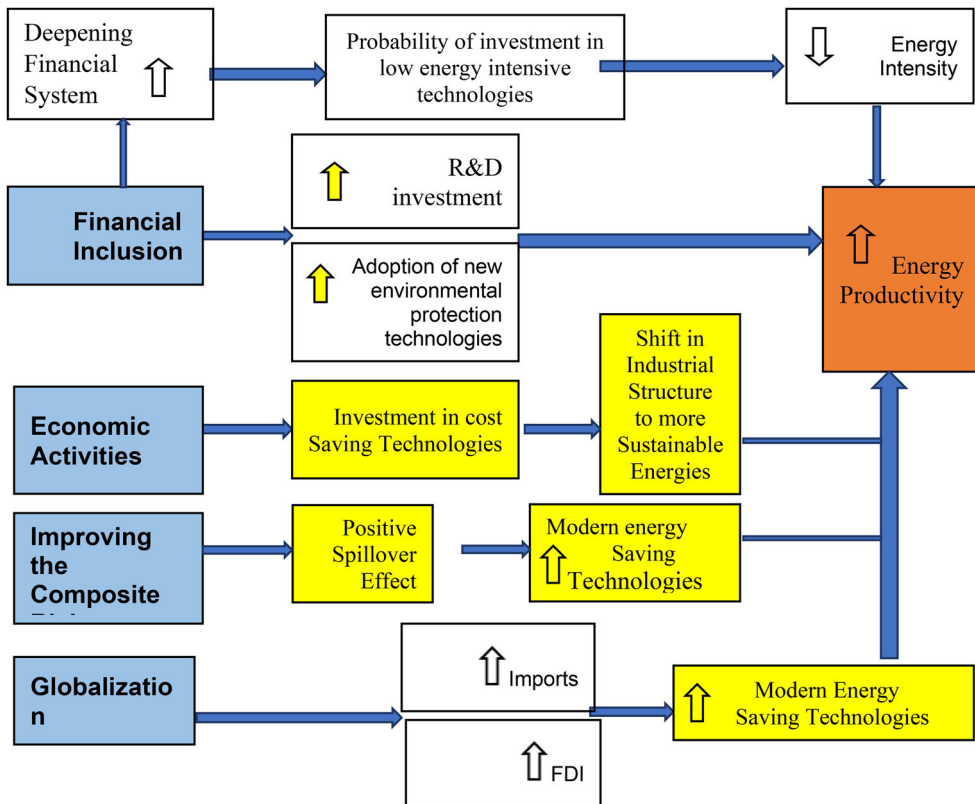 Deepening
Financial
System
Probability of investment in
low energy intensive
technologies
Energy
Intensity
Financial
Inclusion
R&D
investment
Adoption of new
environmental
protection
technologies
Energy
Productivity
Economic
Activities
Investment in cost
Saving Technologies
Shift in
Industrial
Structure
to more
Sustainable
Energies
Improving
the
Composite
Positive
Spillover
Effect
Modern energy
Saving
Technologies
Globalizatio
n
Imports
FDI
Modern Energy
Saving Technologies